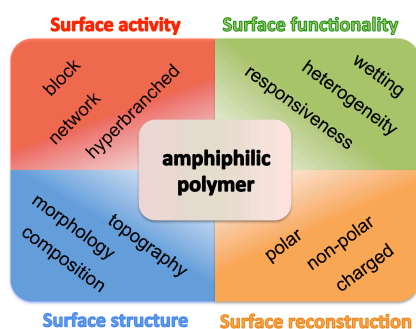 Surface activity
Surface functionality
block
network
hyperbranched
wetting
heterogeneity
responsiveness
amphiphilic
polymer
morphology
composition
topography
polar
non-polar
charged
Surface structure
Surface reconstruction